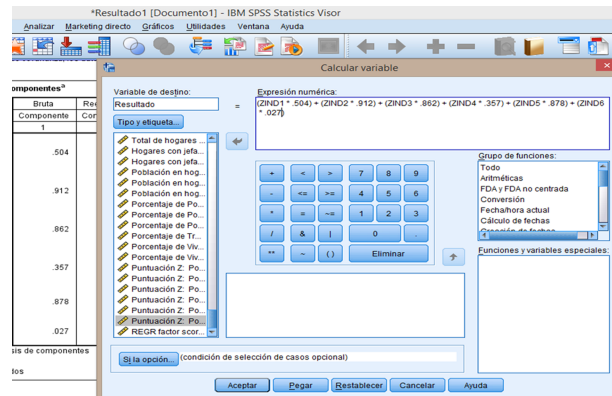 *Resultado1 [Documento1] - IBM SPSS Statistics Visor
Analizar Marketing directo Gráficos Utilidades Ventana Ayuda
Calcular variable
omponentesª
Bruta
Componente
1
.504
.912
.862
.357
.878
.027
sis de componentes
dos
Variable de destino:
Resultado
=
Tipo y etiqueta...
Expresión numérica:
(ZIND1 * .504) + (ZIND2 * .912) + (ZIND3 * .862) + (ZIND4 * .357) + (ZIND5 * .878) + (ZIND6
* .027)
Total de hogares ...
Hogares con jefa...
Hogares con jefa...
Población en hog...
Población en hog...
Población en hog...
Porcentaje de Po...
Porcentaje de Po...
Porcentaje de Po...
Porcentaje de Tr...
Porcentaje de Viv...
Porcentaje de Viv...
Puntuación Z: Po...
Puntuación Z: Po...
Puntuación Z: Po...
Puntuación Z: Po...
Puntuación Z: Po...
Puntuación Z: Po...
REGR factor scor...
+ < > 7 8 9
- <= >= 4 5 6
* = ~= 1 2 3
/ & | 0 .
** ~ ( ) Eliminar
Grupo de funciones:
Todo
Aritméticas
FDA y FDA no centrada
Conversión
Fecha/hora actual
Cálculo de fechas
Creación de fechas
Funciones y variables especiales:
Si la opción... (condición de selección de casos opcional)
Aceptar Pegar Restablecer Cancelar Ayuda